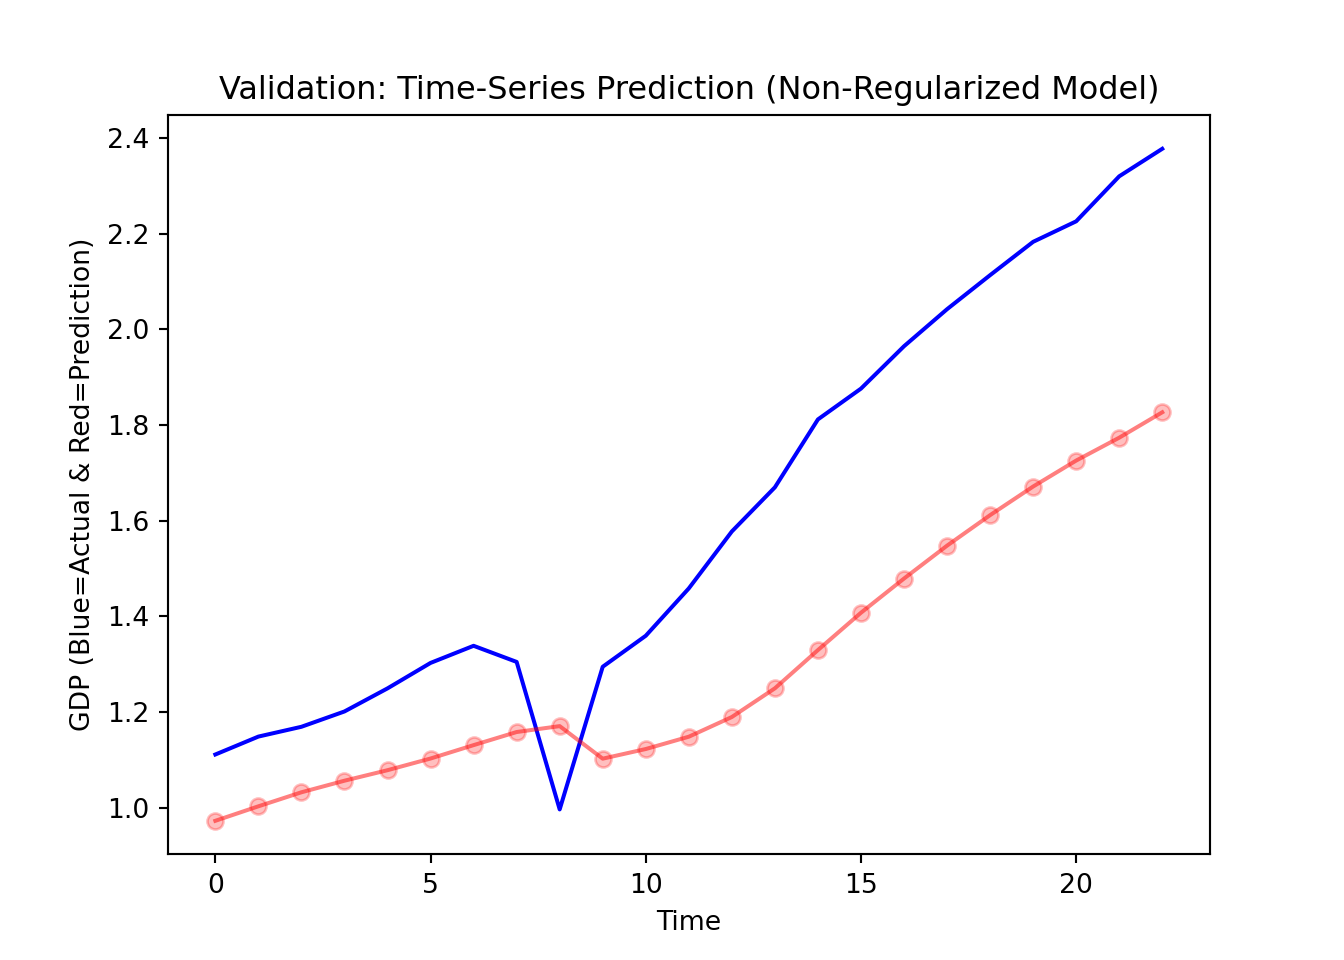 Validation: Time-Series Prediction (Non-Regularized Model)
GDP (Blue=Actual & Red=Prediction)
2.4
2.2
2.0
1.8
1.6
1.4
1.2
1.0
0 5 10 15 20
Time